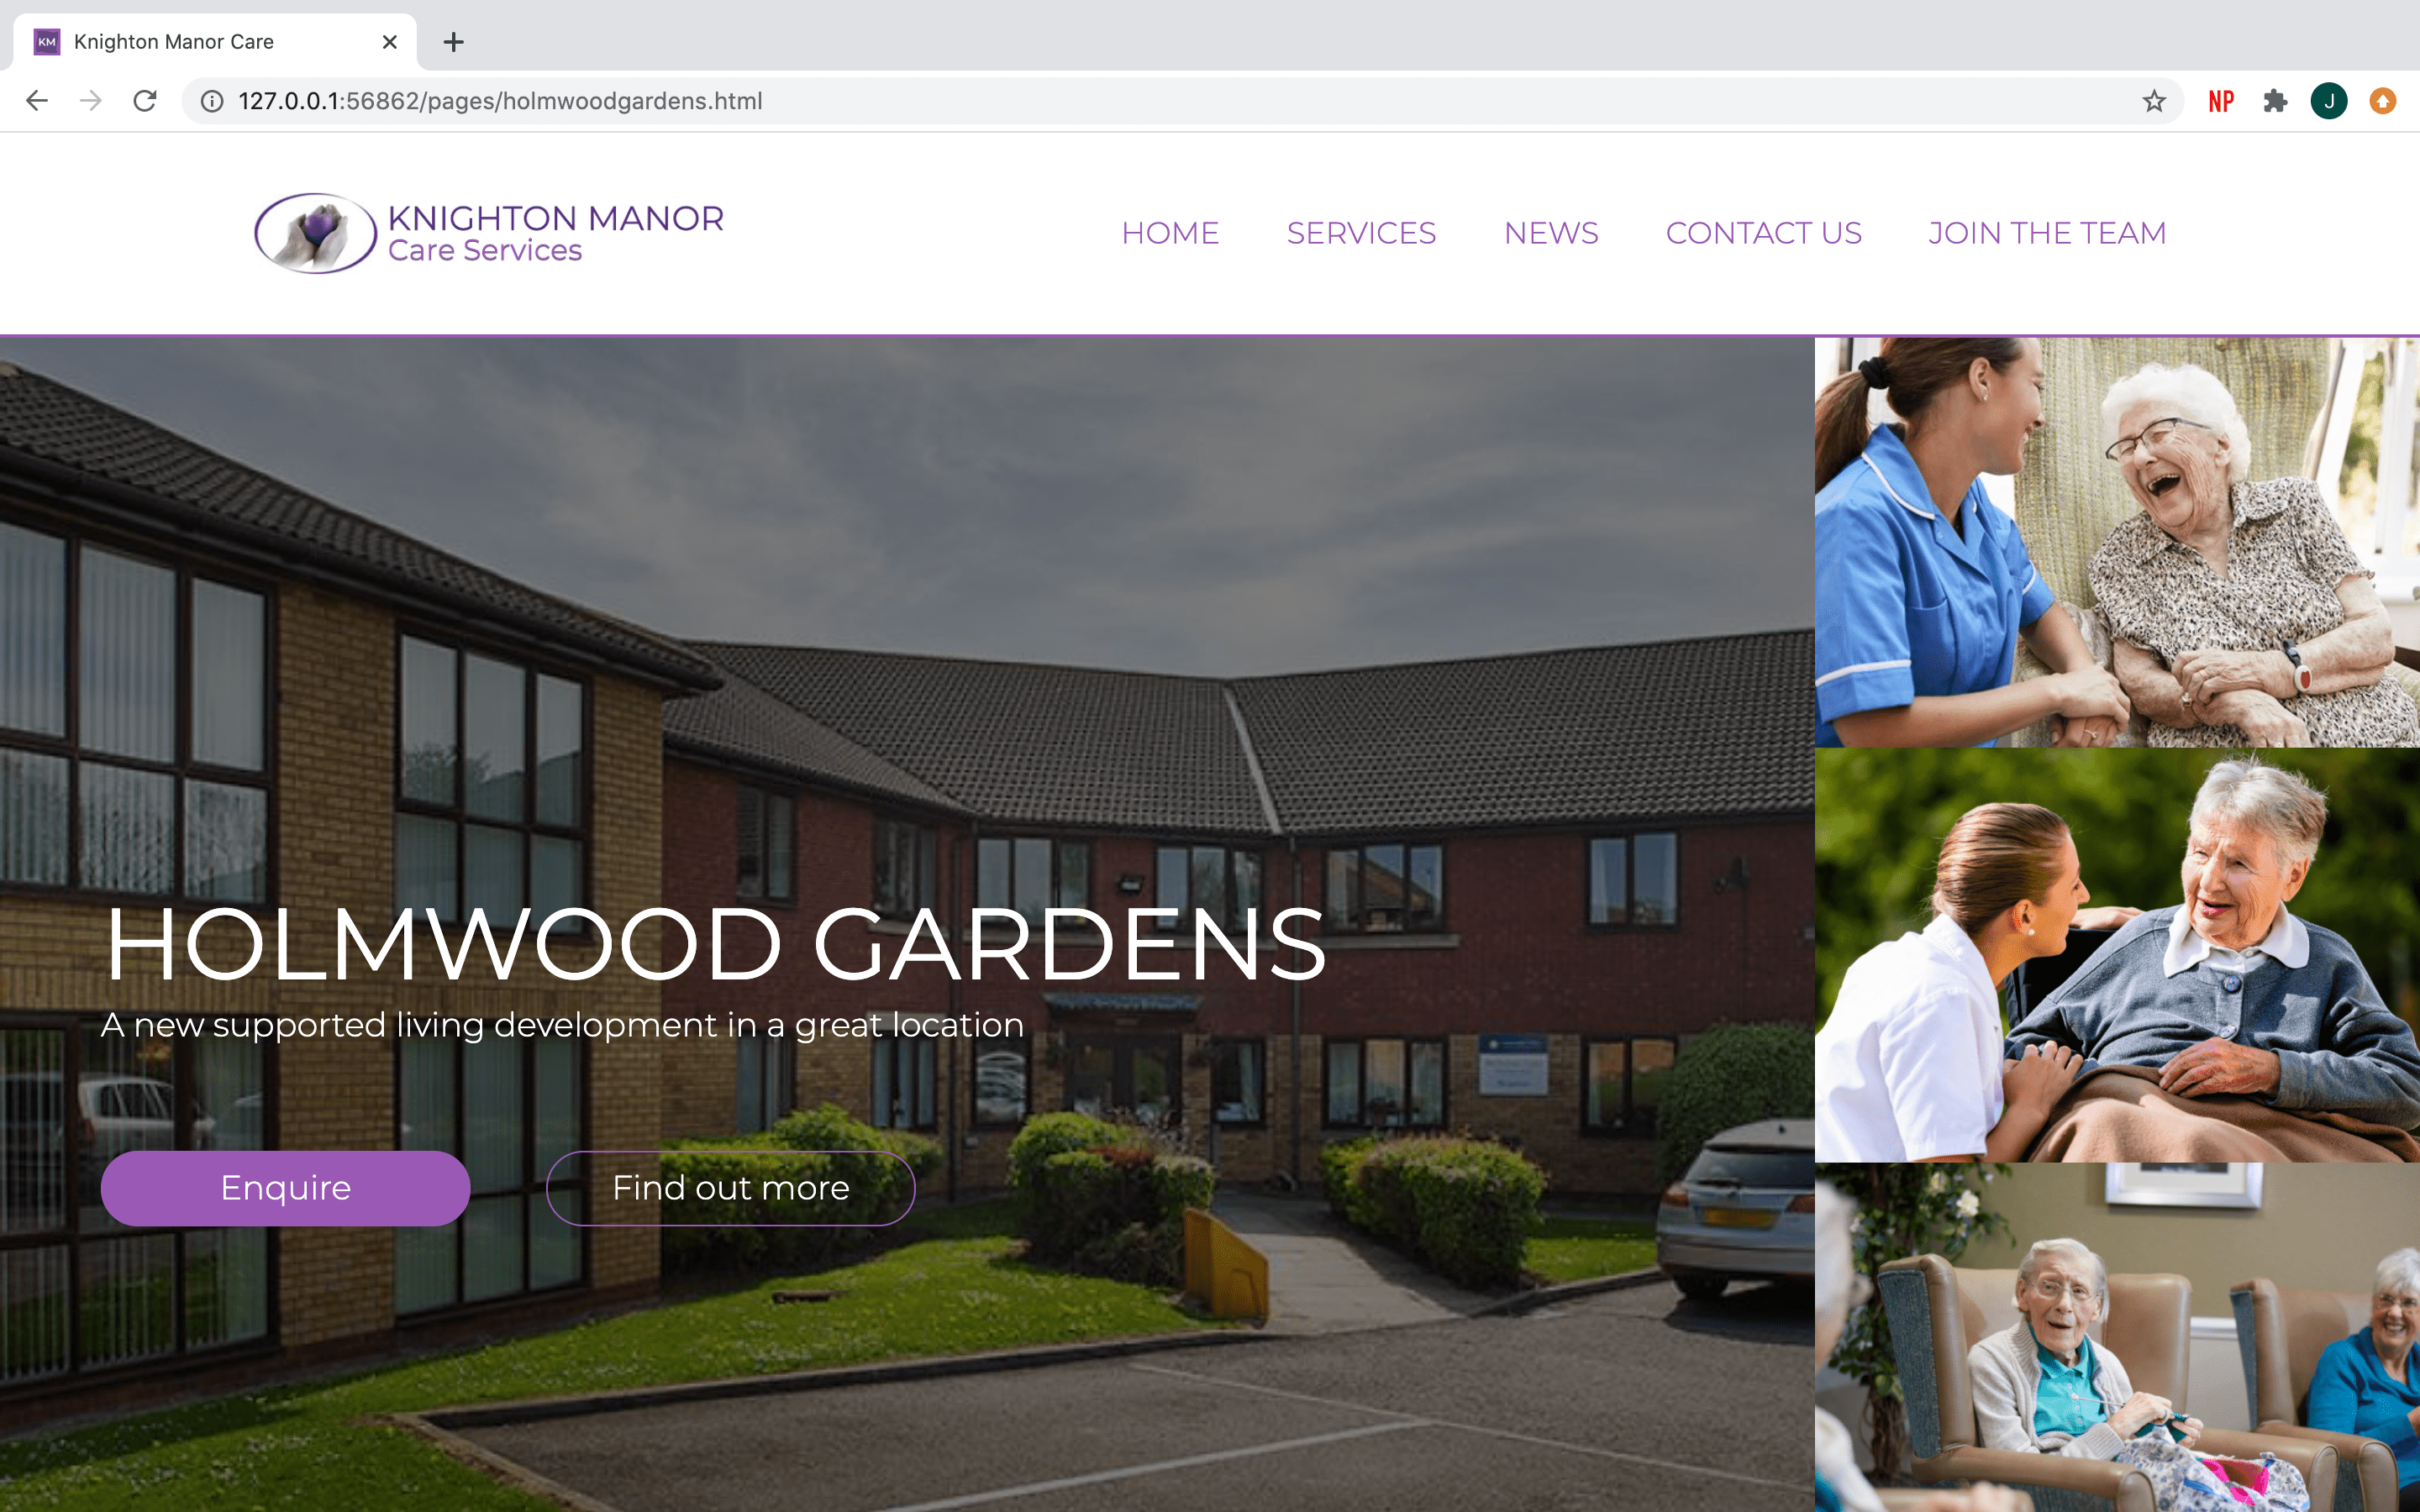 KM Knighton Manor Care
127.0.0.1:56862/pages/holmwoodgardens.html
NP
J
KNIGHTON MANOR
Care Services
HOME SERVICES NEWS CONTACT US JOIN THE TEAM
HOLMWOOD GARDENS
A new supported living development in a great location
Enquire Find out more